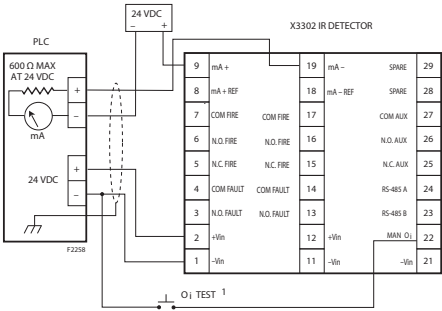 24 VDC
– +
X3302 IR DETECTOR
PLC
600 Ω MAX
AT 24 VDC
+
–
mA
24 VDC
+
–
F2258
9 mA + 19 mA – SPARE 29
8 mA + REF 18 mA – REF SPARE 28
7 COM FIRE COM FIRE 17 COM AUX 27
6 N.O. FIRE N.O. FIRE 16 N.O. AUX 26
5 N.C. FIRE N.C. FIRE 15 N.C. AUX 25
4 COM FAULT COM FAULT 14 RS-485 A 24
3 N.O. FAULT N.O. FAULT 13 RS-485 B 23
2 +Vin 12 +Vin MAN Oi 22
1 –Vin 11 –Vin –Vin 21
Oi TEST 1